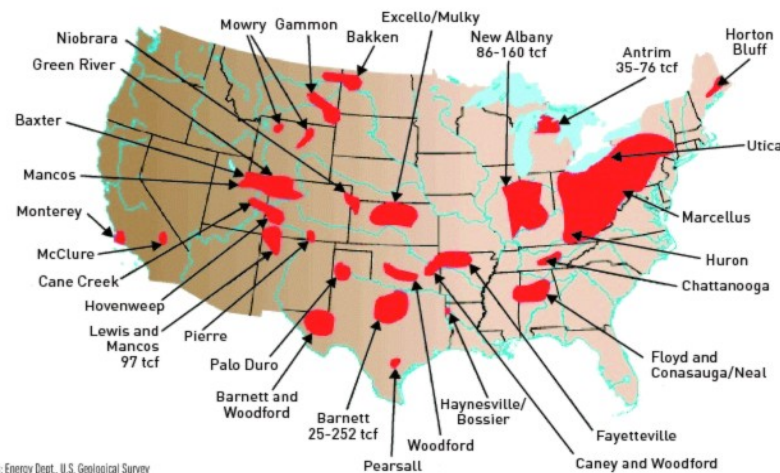 Mowry
Gammon
Excello/Mulky
Niobrara
Bakken
New Albany
86-160 tcf
Antrim
35-76 tcf
Horton
Bluff
Green River
Baxter
Utica
Mancos
Marcellus
Monterey
McClure
Huron
Cane Creek
Chattanooga
Hovenweep
Lewis and
Mancos
97 tcf
Pierre
Palo Duro
Floyd and
Conasauga/Neal
Barnett and
Woodford
Barnett
25-252 tcf
Haynesville/
Bossier
Fayetteville
Woodford
Caney and Woodford
Pearsall
: Energy Dept., U.S. Geological Survey